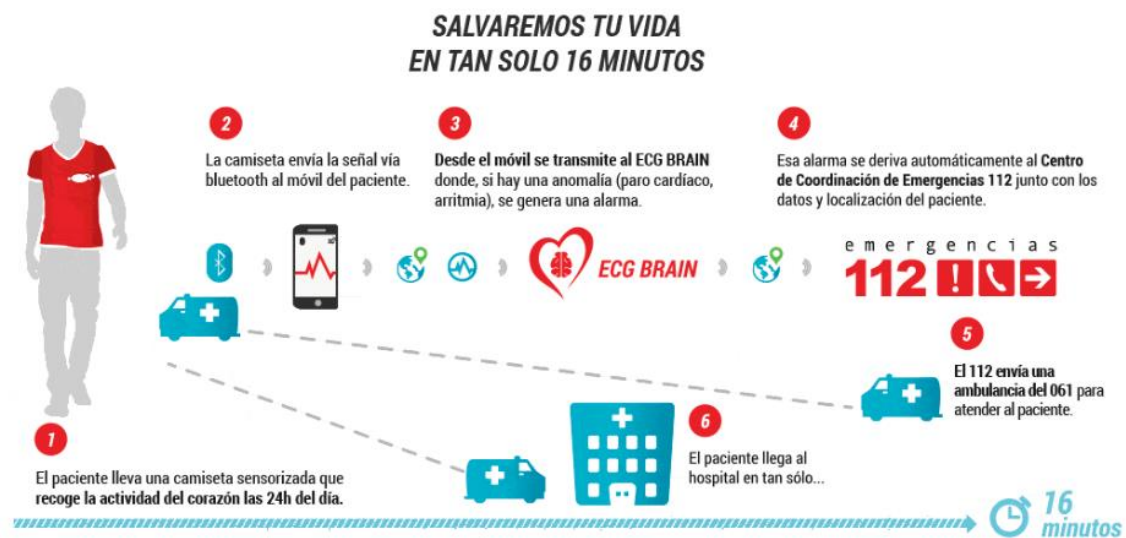 SALVAREMOS TU VIDA
EN TAN SOLO 16 MINUTOS
1
El paciente lleva una camiseta sensorizada que
recoge la actividad del corazón las 24h del día.
2
La camiseta envía la señal vía
bluetooth al móvil del paciente.
3
Desde el móvil se transmite al ECG BRAIN
donde, si hay una anomalía (paro cardíaco,
arritmia), se genera una alarma.
ECG BRAIN
4
Esa alarma se deriva automáticamente al Centro
de Coordinación de Emergencias 112 junto con los
datos y localización del paciente.
emergencias
112
5
El 112 envía una
ambulancia del 061 para
atender al paciente.
6
El paciente llega al
hospital en tan sólo...
16
minutos